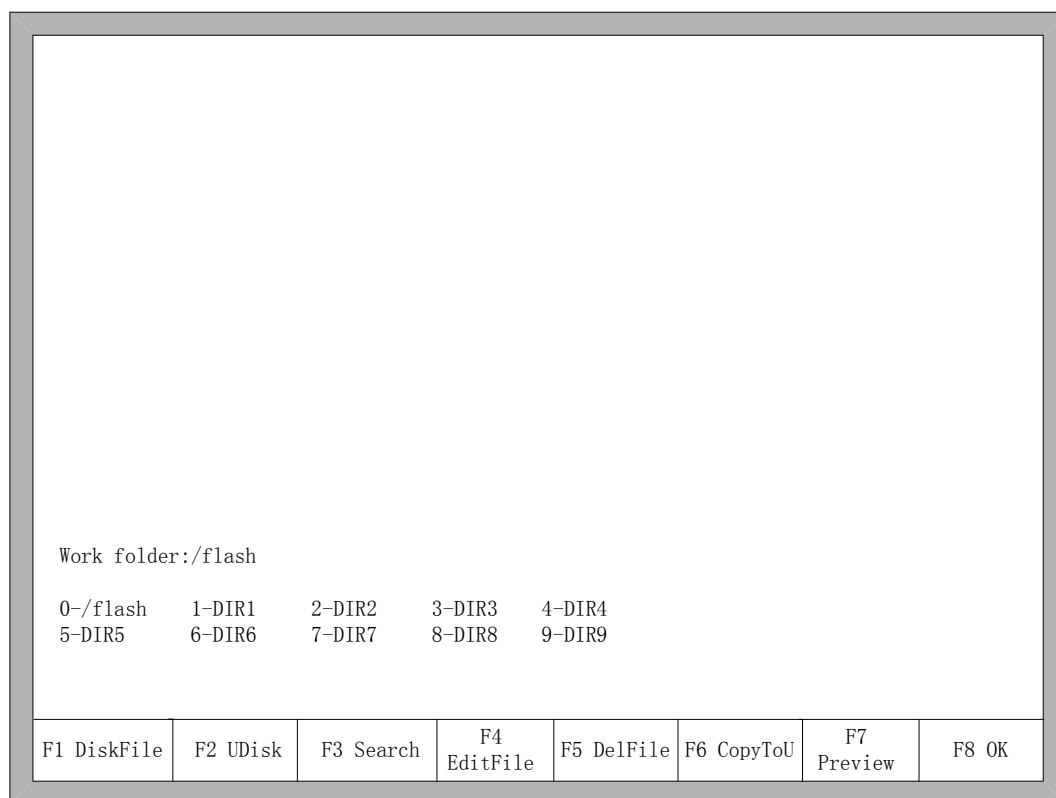 Work folder:/flash
0-/flash 1-DIR1 2-DIR2 3-DIR3 4-DIR4
5-DIR5 6-DIR6 7-DIR7 8-DIR8 9-DIR9
F1 DiskFile
F2 UDisk
F3 Search
F4
EditFile
F5 DelFile
F6 CopyToU
F7
Preview
F8 OK